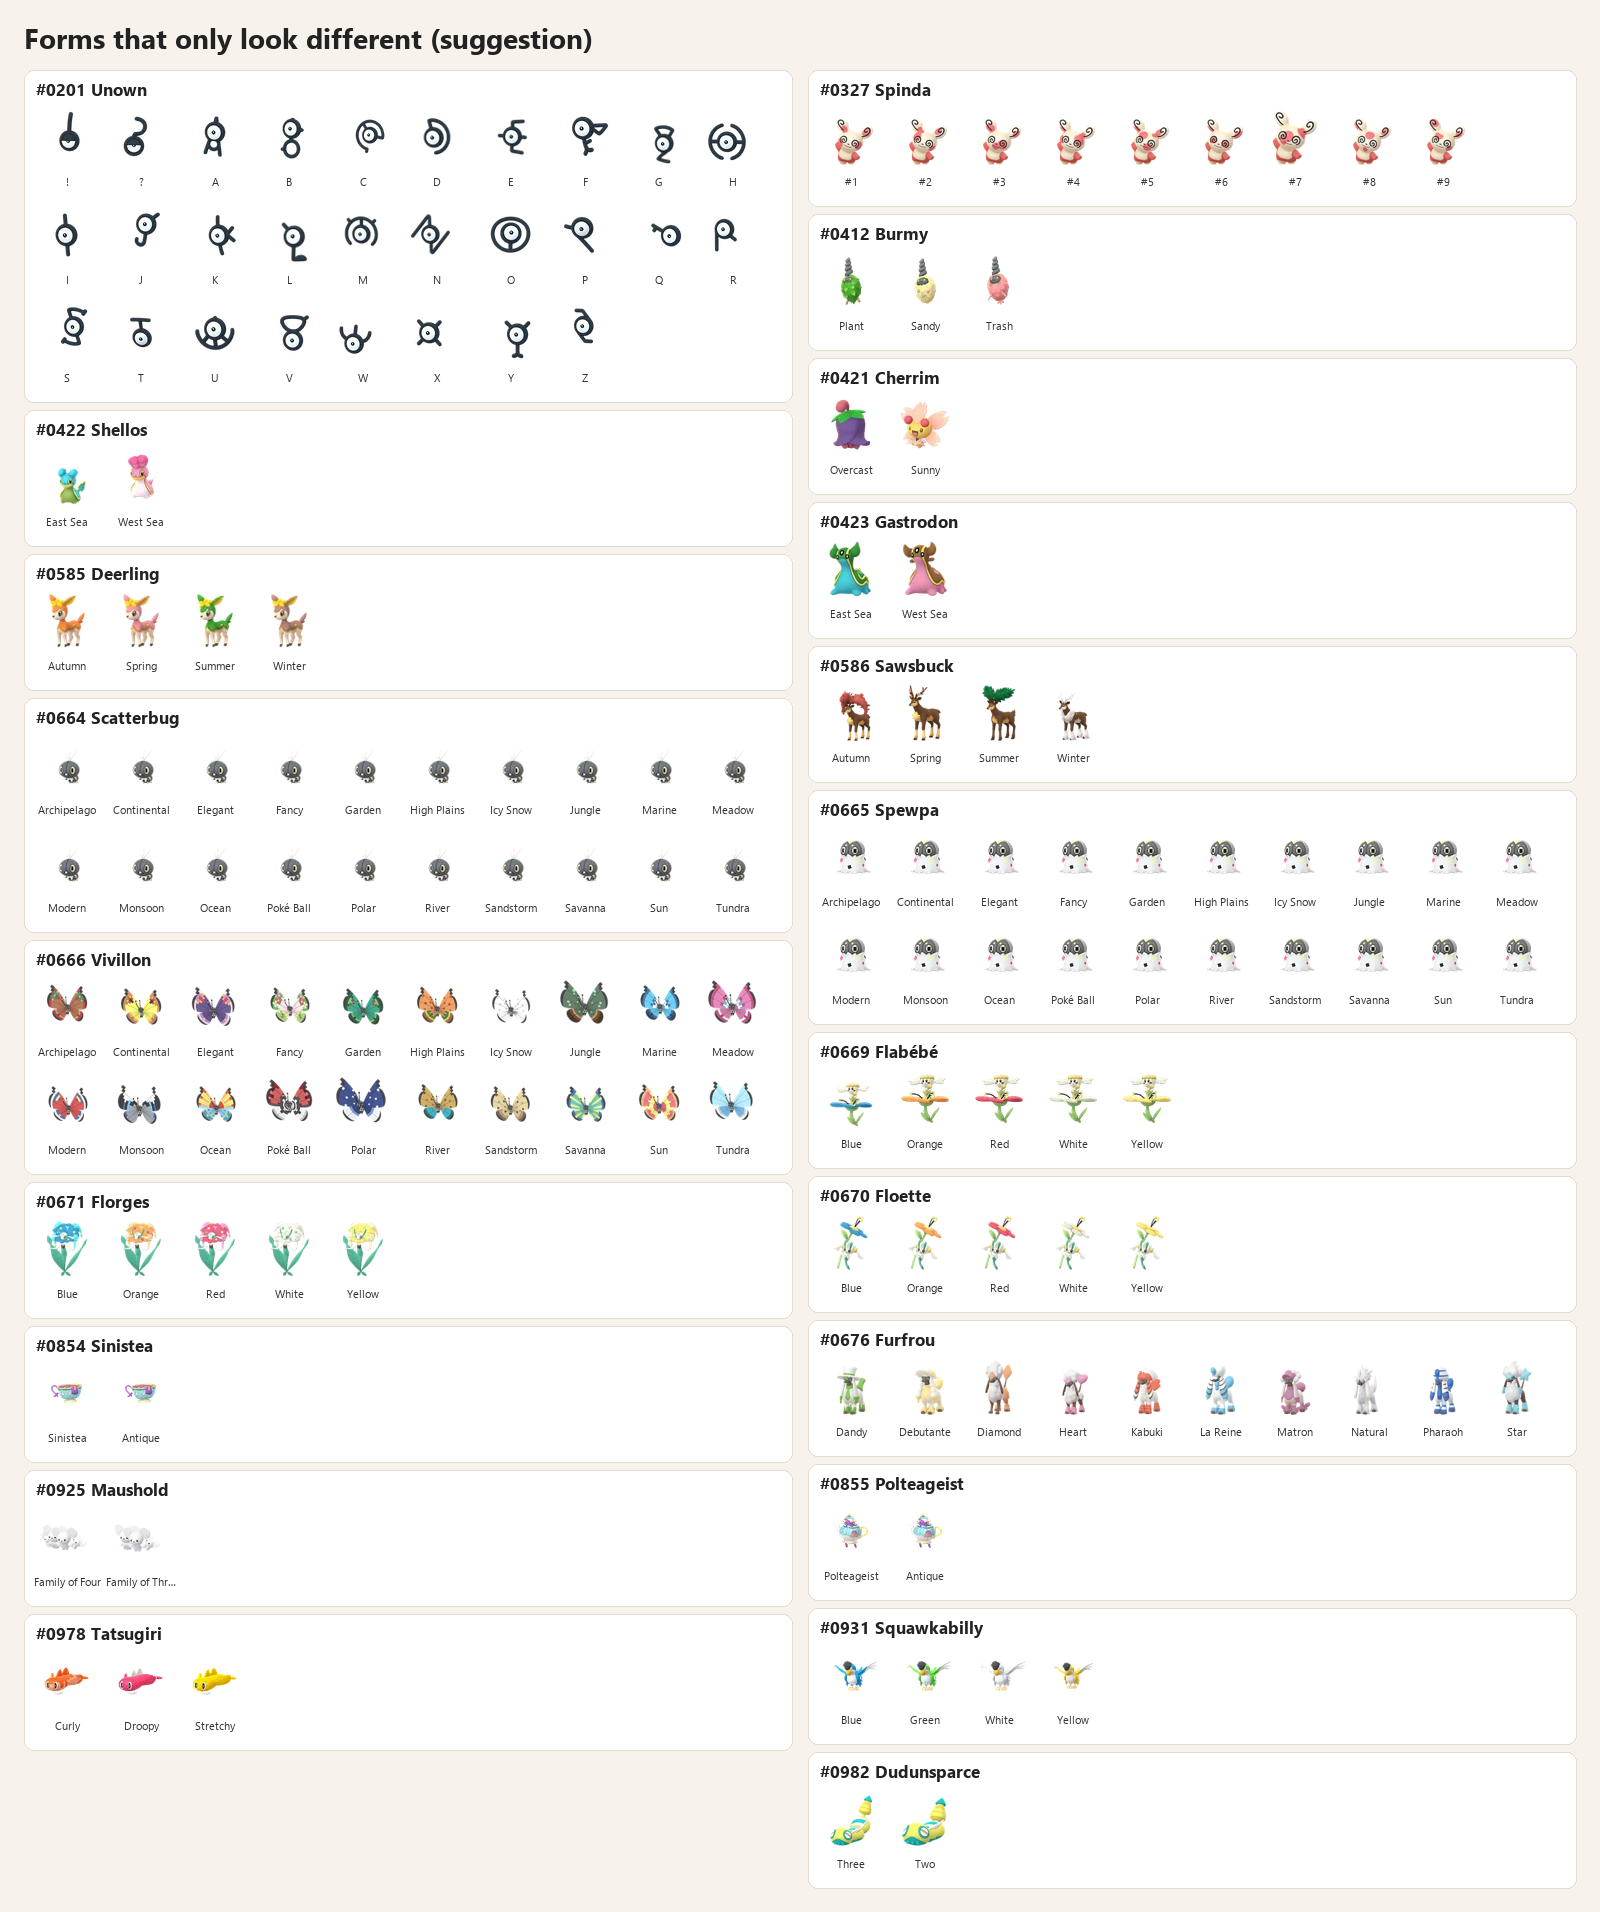 Forms that only look different (suggestion)
#0201 Unown
! ? A B C D E F G H
I J K L M N O P Q R
S T U V W X Y Z
#0422 Shellos
East Sea West Sea
#0585 Deerling
Autumn Spring Summer Winter
#0664 Scatterbug
Archipelago Continental Elegant Fancy Garden High Plains Icy Snow Jungle Marine Meadow
Modern Monsoon Ocean Poké Ball Polar River Sandstorm Savanna Sun Tundra
#0666 Vivillon
Archipelago Continental Elegant Fancy Garden High Plains Icy Snow Jungle Marine Meadow
Modern Monsoon Ocean Poké Ball Polar River Sandstorm Savanna Sun Tundra
#0671 Florges
Blue Orange Red White Yellow
#0854 Sinistea
Sinistea Antique
#0925 Maushold
Family of Four Family of Thr...
#0978 Tatsugiri
Curly Droopy Stretchy
#0327 Spinda
#1 #2 #3 #4 #5 #6 #7 #8 #9
#0412 Burmy
Plant Sandy Trash
#0421 Cherrim
Overcast Sunny
#0423 Gastrodon
East Sea West Sea
#0586 Sawsbuck
Autumn Spring Summer Winter
#0665 Spewpa
Archipelago Continental Elegant Fancy Garden High Plains Icy Snow Jungle Marine Meadow
Modern Monsoon Ocean Poké Ball Polar River Sandstorm Savanna Sun Tundra
#0669 Flabébé
Blue Orange Red White Yellow
#0670 Floette
Blue Orange Red White Yellow
#0676 Furfrou
Dandy Debutante Diamond Heart Kabuki La Reine Matron Natural Pharaoh Star
#0855 Polteageist
Polteageist Antique
#0931 Squawkabilly
Blue Green White Yellow
#0982 Dudunsparce
Three Two